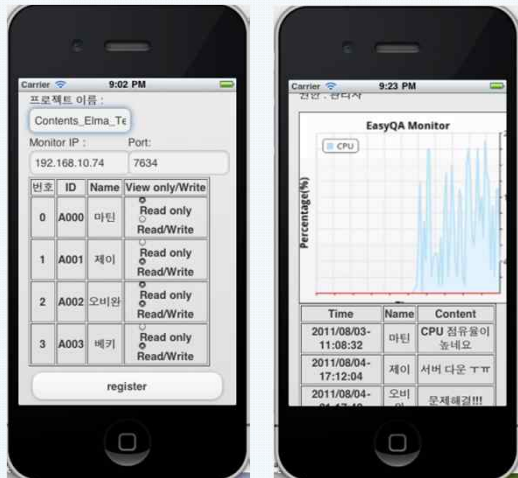 Carrier 9:02 PM
프로젝트 이름 :
Contents_Elma_Te
Monitor IP : Port:
192.168.10.74 7634
번호 ID Name View only/Write
0 A000 마틴 Read only
Read/Write
1 A001 제이 Read only
Read/Write
2 A002 오비완 Read only
Read/Write
3 A003 베키 Read only
Read/Write
register
Carrier 9:23 PM
권한 : 관리자
EasyQA Monitor
CPU
Percentage(%)
Time Name Content
2011/08/03-
11:08:32 마틴 CPU 점유율이
높네요
2011/08/04-
17:12:04 제이 서버 다운 ㅜㅠ
2011/08/04- 오비
문제해결!!!